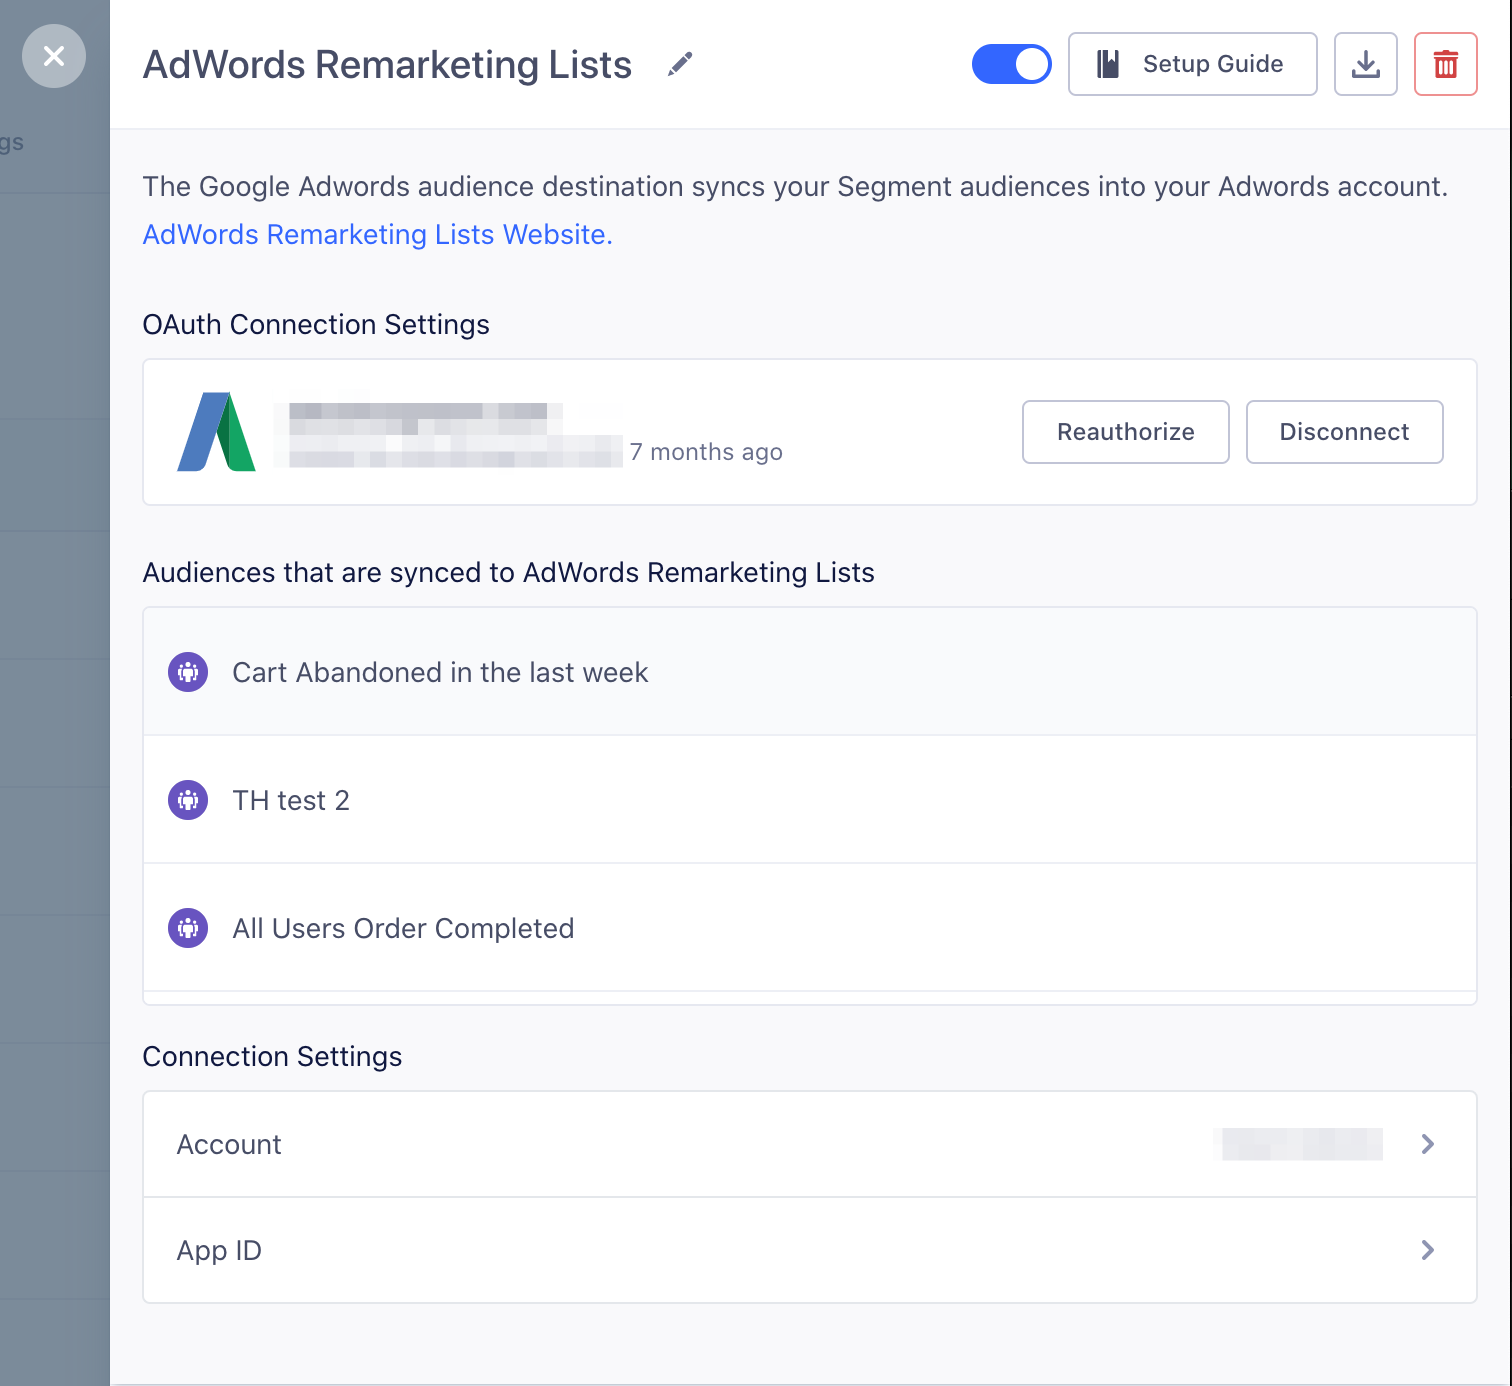 gs
AdWords Remarketing Lists
Setup Guide
The Google Adwords audience destination syncs your Segment audiences into your Adwords account.
AdWords Remarketing Lists Website.
OAuth Connection Settings
7 months ago
Reauthorize
Disconnect
Audiences that are synced to AdWords Remarketing Lists
Cart Abandoned in the last week
TH test 2
All Users Order Completed
Connection Settings
Account
App ID